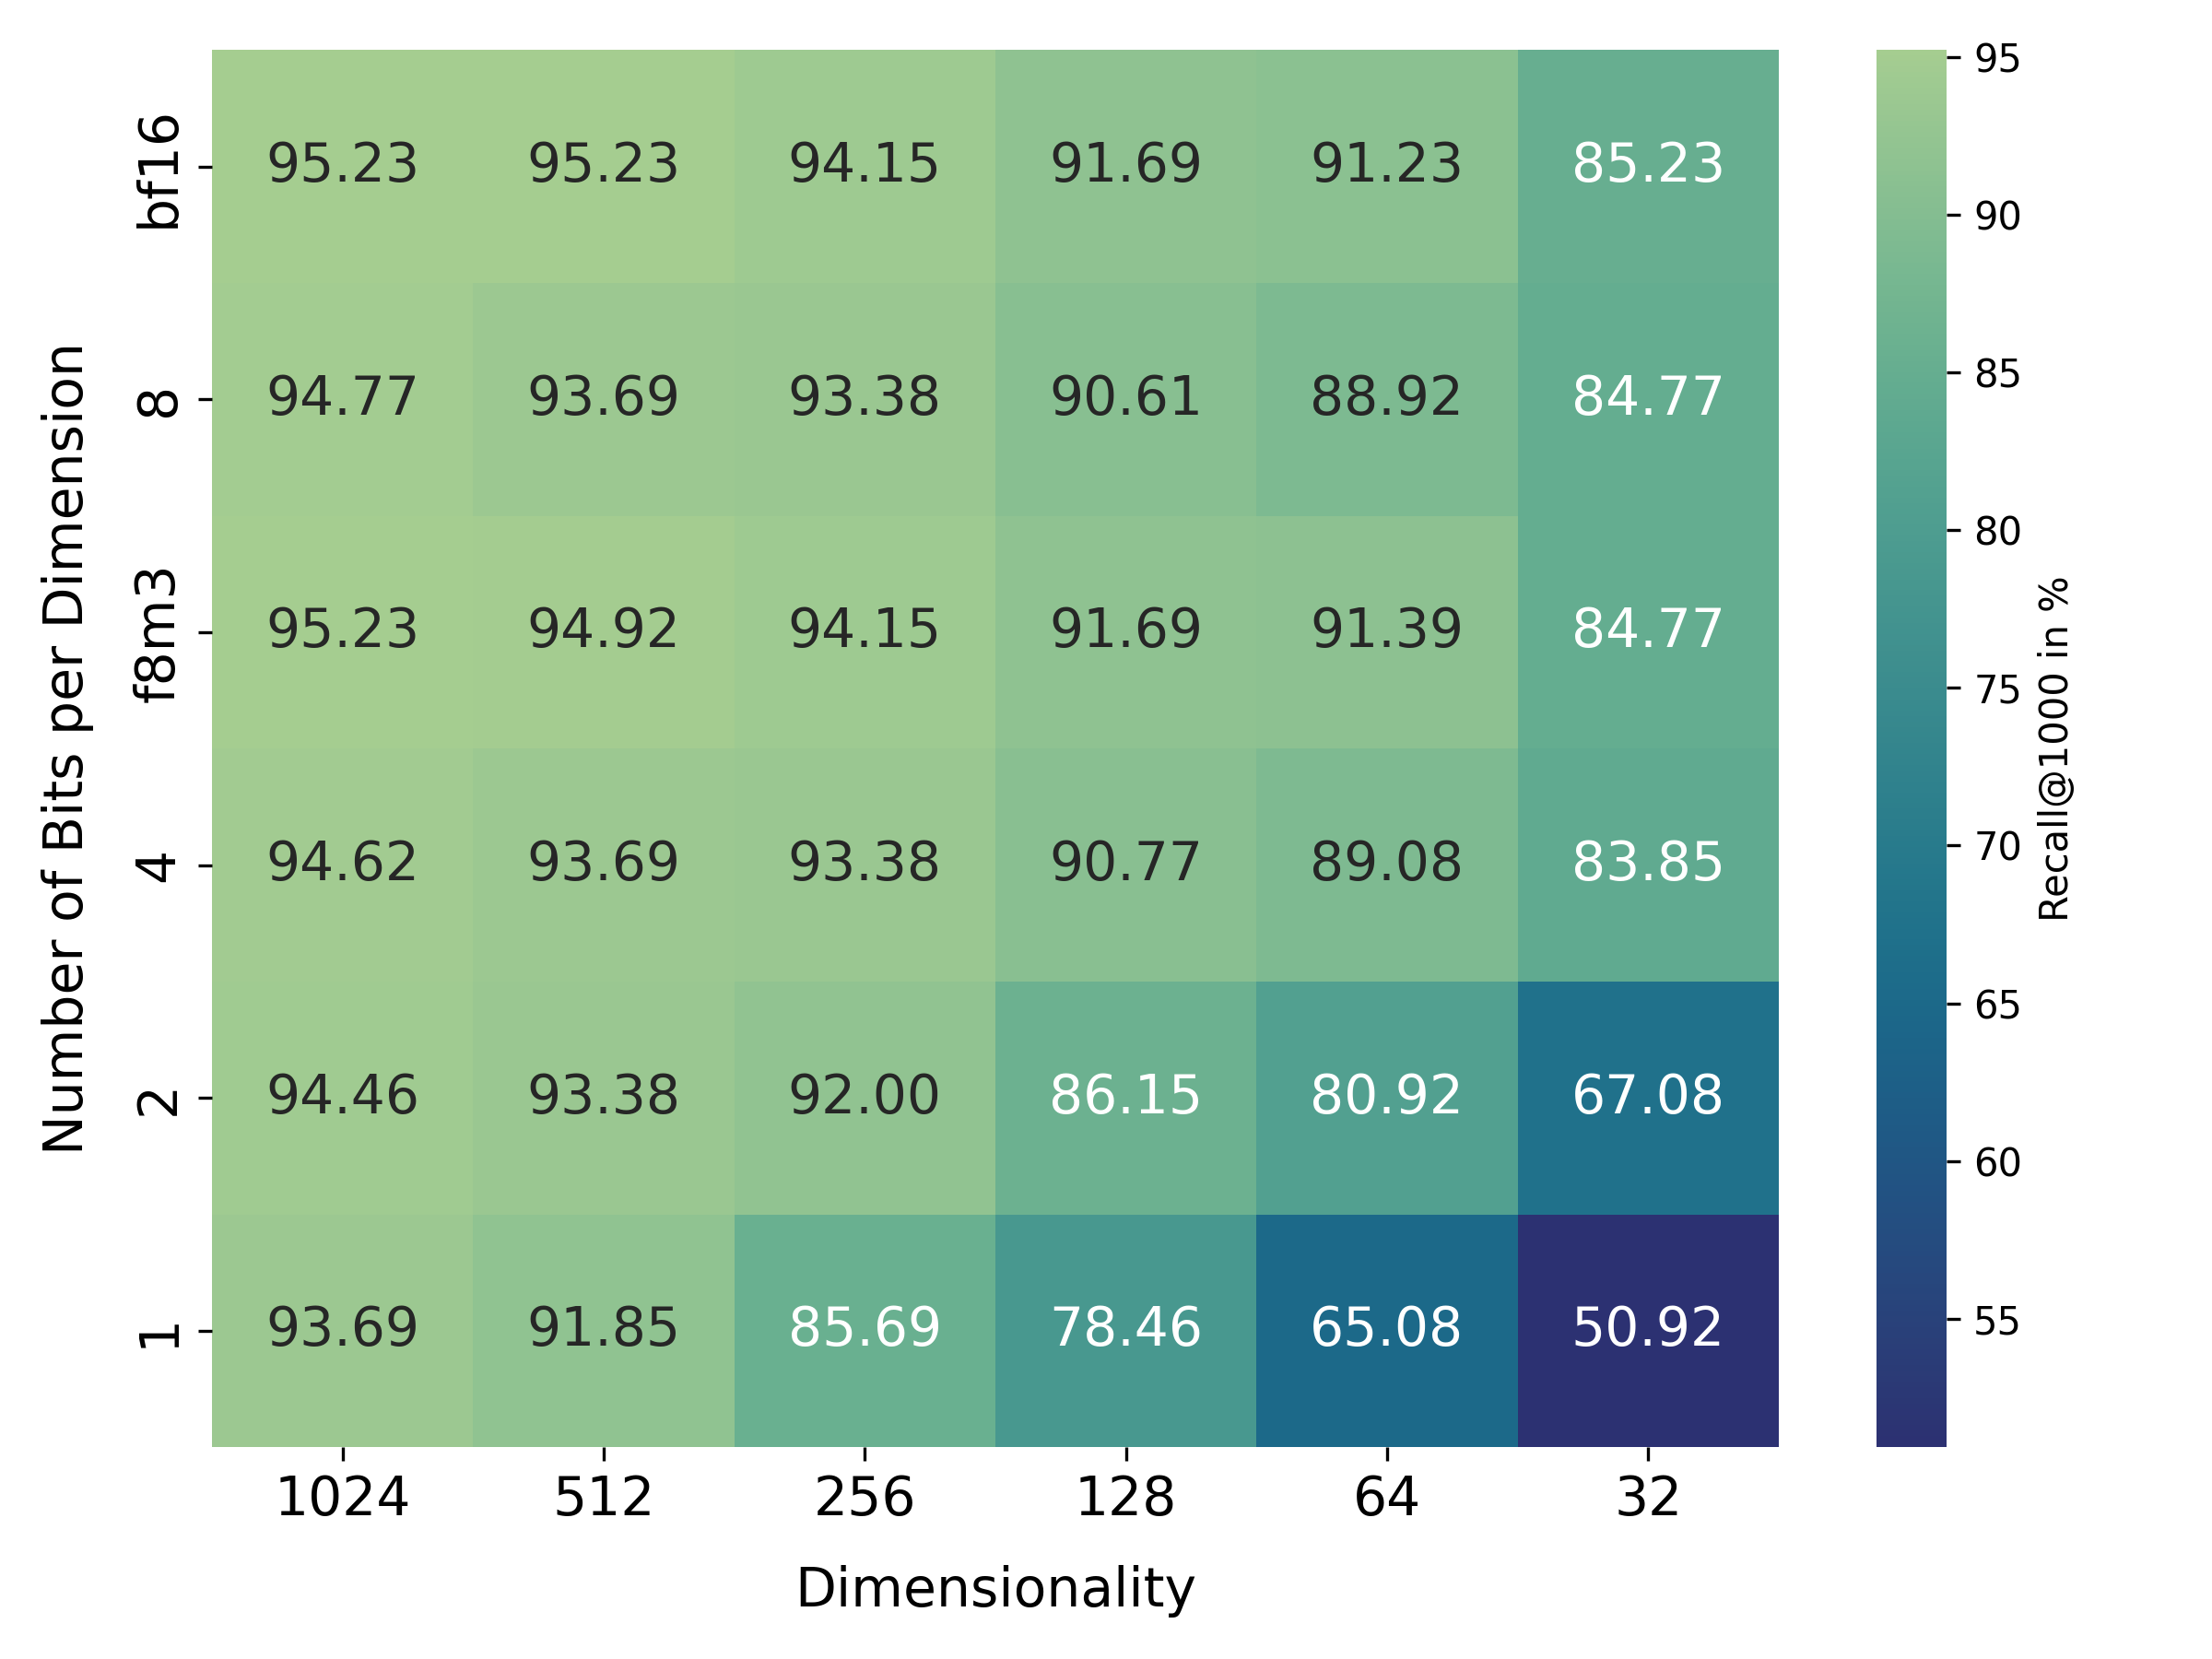 Number of Bits per Dimension
bf16 95.23 95.23 94.15 91.69 91.23 85.23
8 94.77 93.69 93.38 90.61 88.92 84.77
f8m3 95.23 94.92 94.15 91.69 91.39 84.77
4 94.62 93.69 93.38 90.77 89.08 83.85
2 94.46 93.38 92.00 86.15 80.92 67.08
1 93.69 91.85 85.69 78.46 65.08 50.92
1024 512 256 128 64 32
Dimensionality
95
90
85
80
75
70
65
60
55
Recall@1000 in %